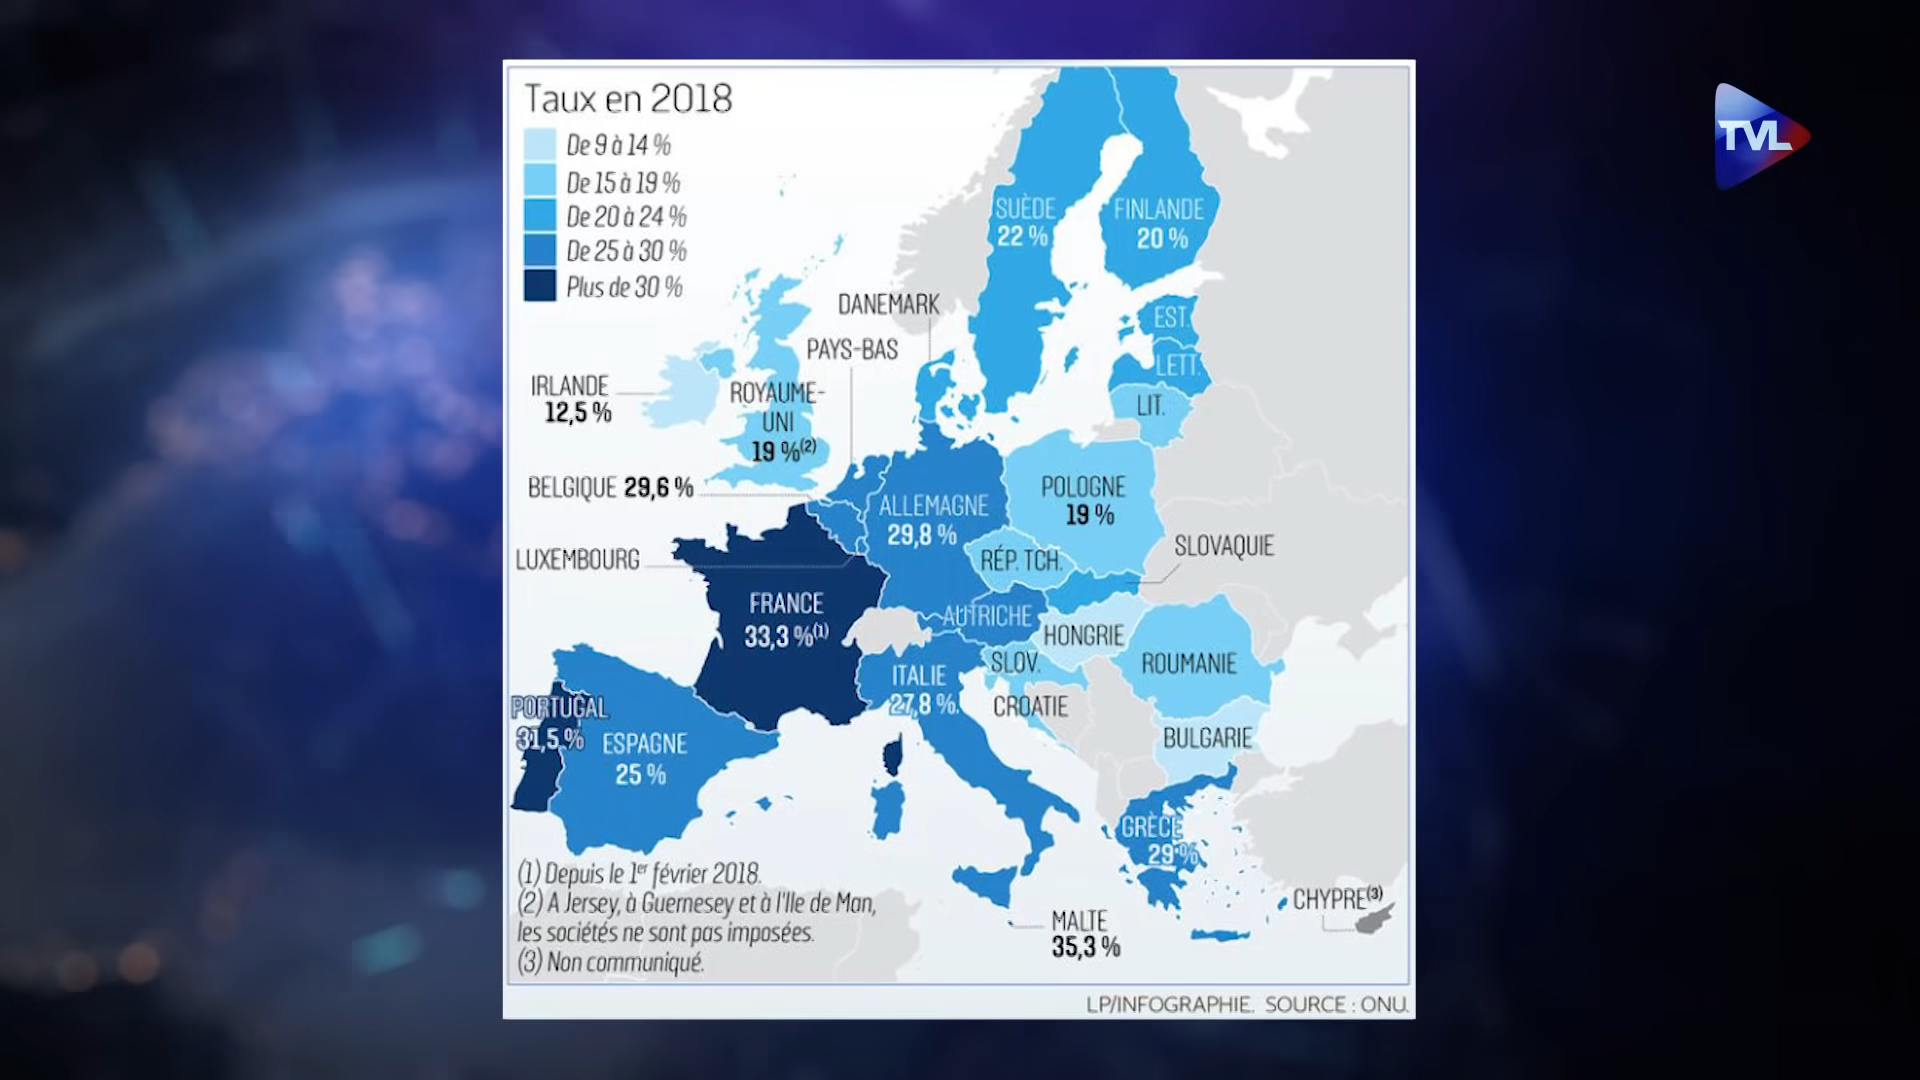 Taux en 2018
De 9 à 14 %
De 15 à 19 %
De 20 à 24 %
De 25 à 30 %
Plus de 30 %
TVL
SUÈDE
22 %
FINLANDE
20 %
DANEMARK
PAYS-BAS
EST.
LETT.
LIT.
IRLANDE
12,5 %
ROYAUME-
UNI
19 %(2)
BELGIQUE 29,6 %
ALLEMAGNE
29,8 %
POLOGNE
19 %
LUXEMBOURG
RÉP. TCH.
SLOVAQUIE
FRANCE
33,3 %(1)
AUTRICHE
HONGRIE
SLOV.
ROUMANIE
ITALIE
27,8 %.
CROATIE
PORTUGAL
31,5 %
ESPAGNE
25 %
BULGARIE
GRÈCE
29 %
CHYPRE(3)
MALTE
35,3 %
(1) Depuis le 1er février 2018.
(2) A Jersey, à Guernesey et à l'Ile de Man,
les sociétés ne sont pas imposées.
(3) Non communiqué.
LP/INFOGRAPHIE. SOURCE : ONU.